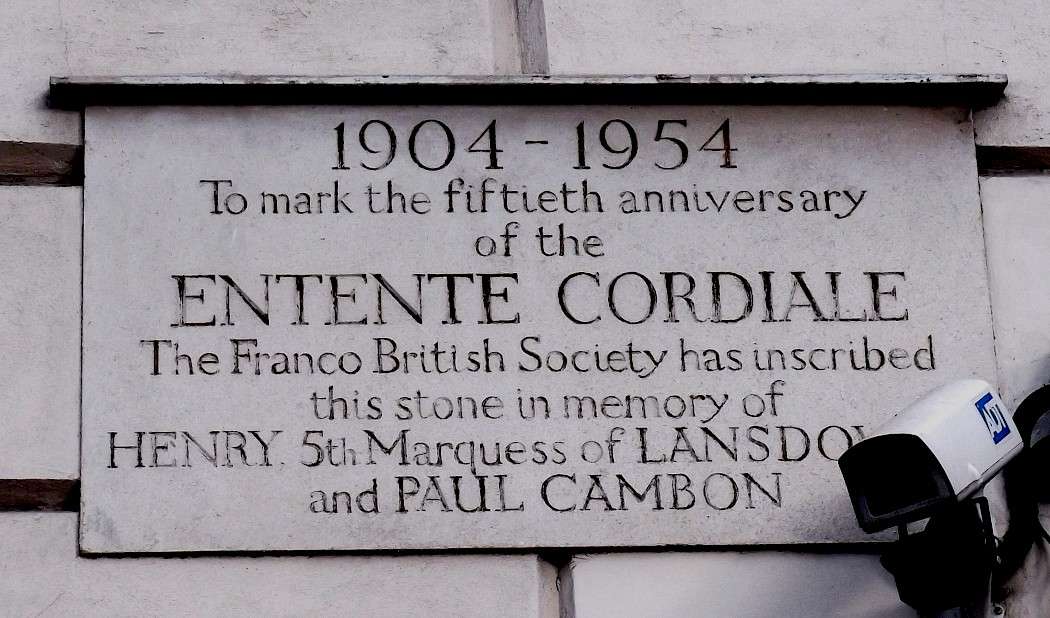 1904 - 1954
To mark the fiftieth anniversary
of the
ENTENTE CORDIALE
The Franco British Society has inscribed
this stone in memory of
HENRY, 5th Marquess of
and PAUL CAMBON
ADT